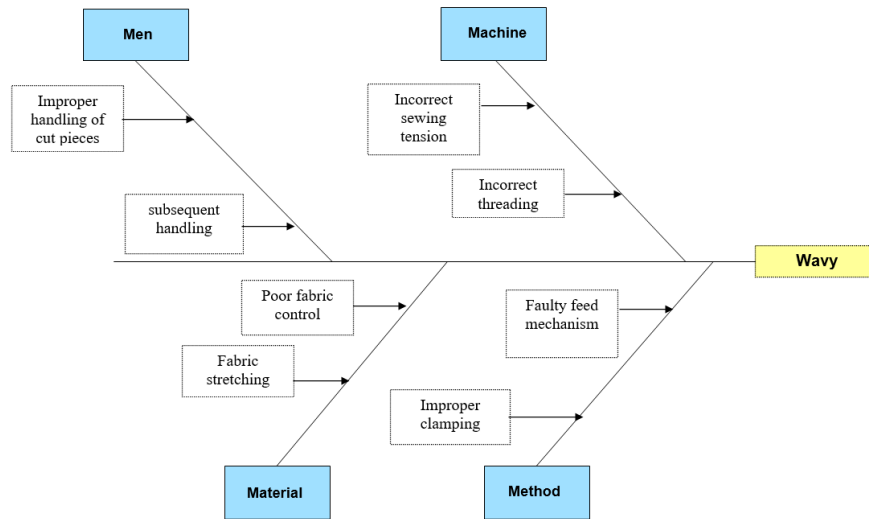 Men
Machine
Improper
handling of
cut pieces
Incorrect
sewing
tension
subsequent
handling
Incorrect
threading
Wavy
Poor fabric
control
Faulty feed
mechanism
Fabric
stretching
Improper
clamping
Material
Method